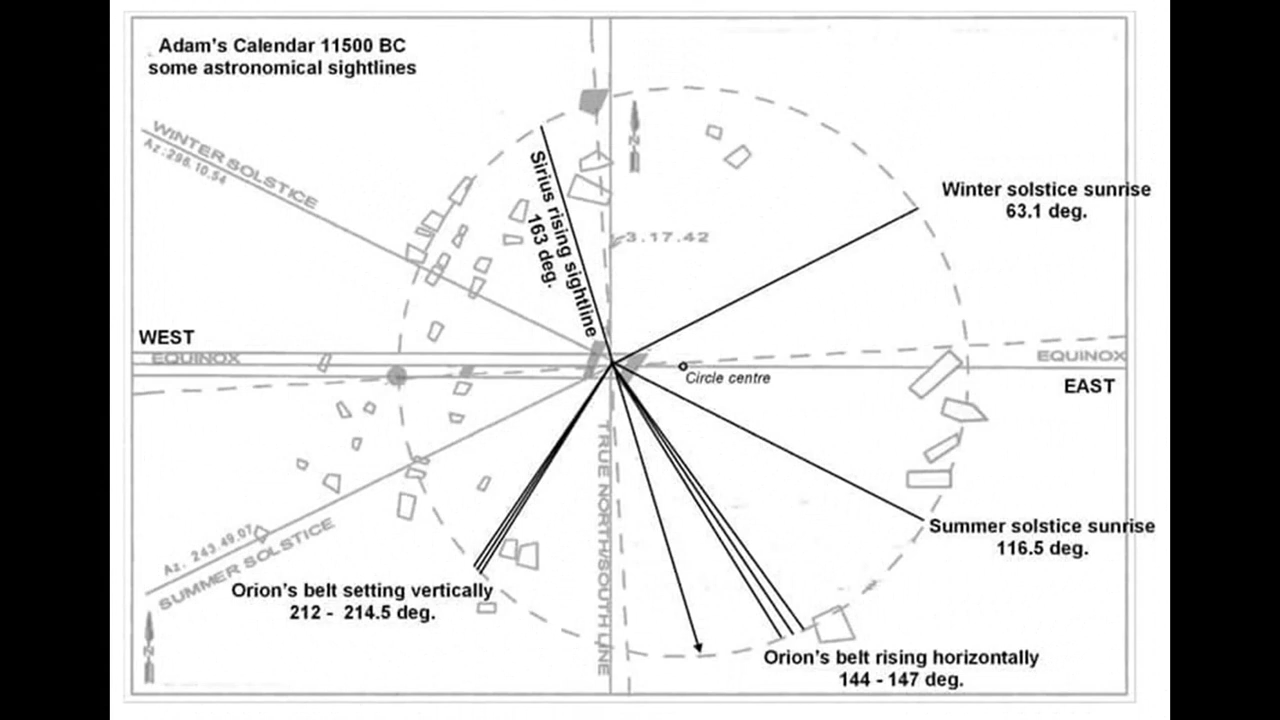 Adam's Calendar 11500 BC
some astronomical sightlines
N
WINTER SOLSTICE
Az:296.10.54
Sirius rising sightline
163 deg.
Winter solstice sunrise
63.1 deg.
3.17.42
WEST
EQUINOX
EQUINOX
EAST
Circle centre
TRUE NORTH/SOUTH LINE
Az. 243.49.07
SUMMER SOLSTICE
Summer solstice sunrise
116.5 deg.
Orion's belt setting vertically
212 - 214.5 deg.
N
Orion's belt rising horizontally
144 - 147 deg.